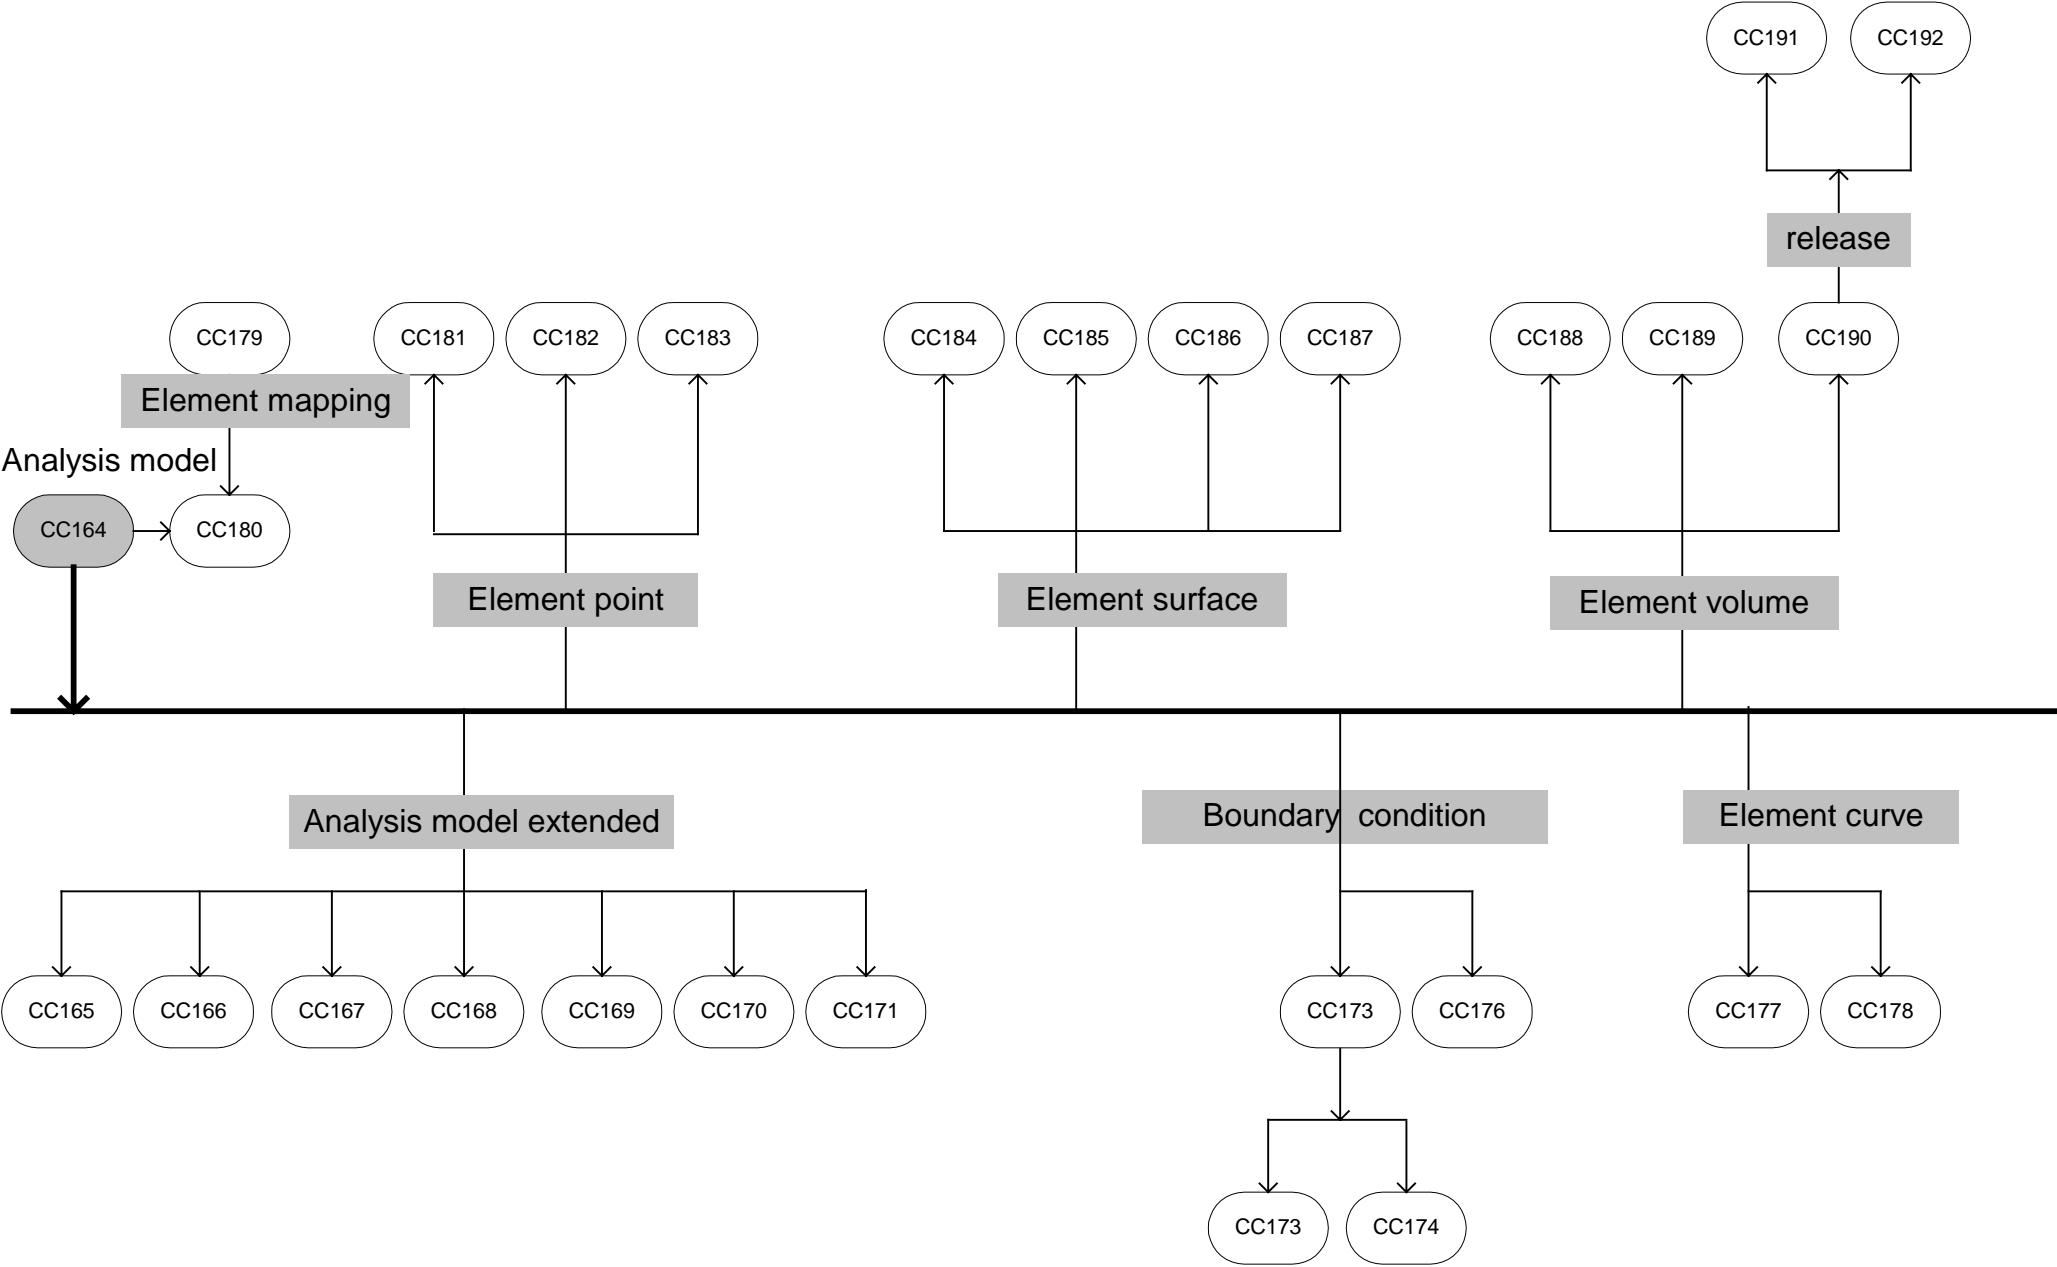 CC191 CC192
release
CC179 CC181 CC182 CC183 CC184 CC185 CC186 CC187 CC188 CC189 CC190
Element mapping
Analysis model
CC164 CC180
Element point Element surface Element volume
Analysis model extended Boundary condition Element curve
CC165 CC166 CC167 CC168 CC169 CC170 CC171 CC173 CC176 CC177 CC178
CC173 CC174